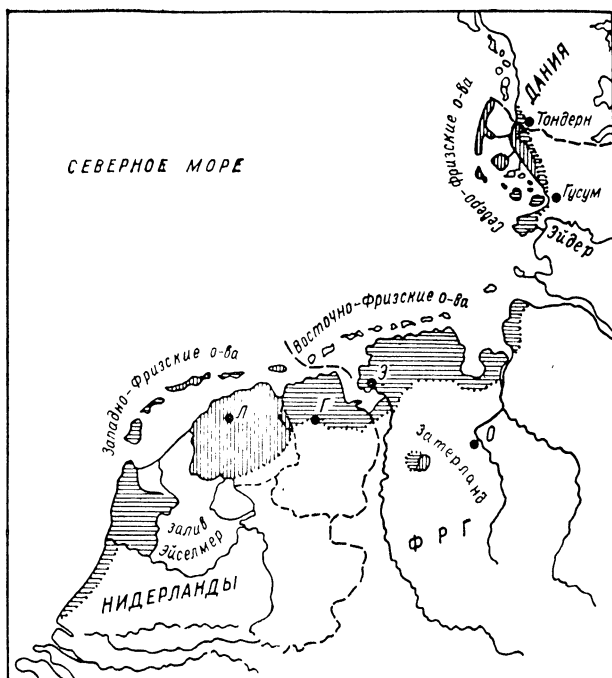 ДАНИЯ
Тондерн
Северо-Фризские о-ва
СЕВЕРНОЕ МОРЕ
Гусум
Эйдер
Восточно-Фризские о-ва
Западно-Фризские о-ва
Э
Л
Г
О
Затерланд
залив
Эйселмер
ФРГ
НИДЕРЛАНДЫ